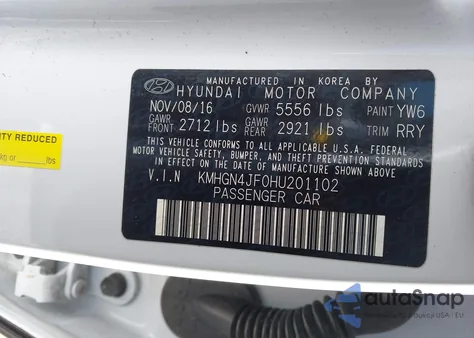 MANUFACTURED IN KOREA BY
HYUNDAI MOTOR COMPANY
NOV/08/16 GVWR 5556 lbs PAINT YW6
GAWR FRONT 2712 lbs GAWR REAR 2921 lbs TRIM RRY
THIS VEHICLE CONFORMS TO ALL APPLICABLE U.S.A. FEDERAL
MOTOR VEHICLE SAFETY, BUMPER, AND THEFT PREVENTION STANDARDS
IN EFFECT ON THE DATE OF MANUFACTURE SHOWN ABOVE.
V.I.N KMHGN4JF0HU201102
PASSENGER CAR
TY REDUCED
autoSnap